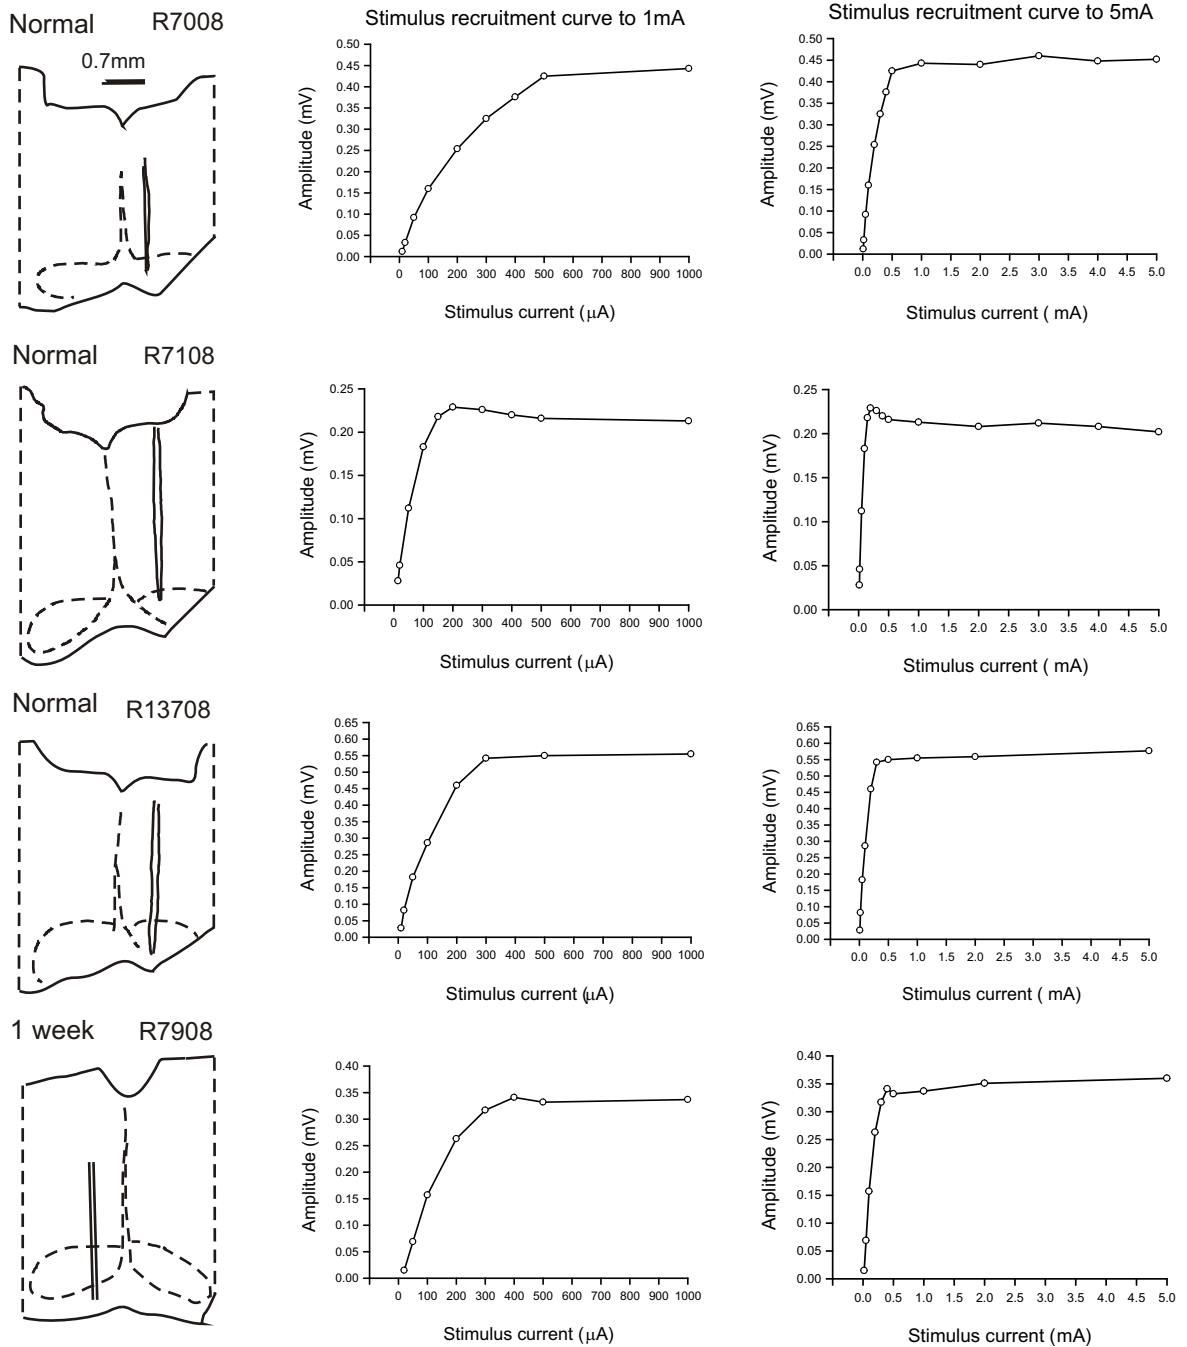 Normal R7008
0.7mm
Stimulus recruitment curve to 1mA
0.50
0.45
0.40
0.35
0.30
0.25
0.20
0.15
0.10
0.05
0.00
Amplitude (mV)
0 100 200 300 400 500 600 700 800 900 1000
Stimulus current (µA)
Stimulus recruitment curve to 5mA
0.50
0.45
0.40
0.35
0.30
0.25
0.20
0.15
0.10
0.05
0.00
Amplitude (mV)
0.0 0.5 1.0 1.5 2.0 2.5 3.0 3.5 4.0 4.5 5.0
Stimulus current ( mA)
Normal R7108
0.25
0.20
0.15
0.10
0.05
0.00
Amplitude (mV)
0 100 200 300 400 500 600 700 800 900 1000
Stimulus current (µA)
0.25
0.20
0.15
0.10
0.05
0.00
Amplitude (mV)
0.0 0.5 1.0 1.5 2.0 2.5 3.0 3.5 4.0 4.5 5.0
Stimulus current ( mA)
Normal R13708
0.65
0.60
0.55
0.50
0.45
0.40
0.35
0.30
0.25
0.20
0.15
0.10
0.05
0.00
Amplitude (mV)
0 100 200 300 400 500 600 700 800 900 1000
Stimulus current (µA)
0.65
0.60
0.55
0.50
0.45
0.40
0.35
0.30
0.25
0.20
0.15
0.10
0.05
0.00
Amplitude (mV)
0.0 0.5 1.0 1.5 2.0 2.5 3.0 3.5 4.0 4.5 5.0
Stimulus current ( mA)
1 week R7908
0.40
0.35
0.30
0.25
0.20
0.15
0.10
0.05
0.00
Amplitude (mV)
0 100 200 300 400 500 600 700 800 900 1000
Stimulus current (µA)
0.40
0.35
0.30
0.25
0.20
0.15
0.10
0.05
0.00
Amplitude (mV)
0.0 0.5 1.0 1.5 2.0 2.5 3.0 3.5 4.0 4.5 5.0
Stimulus current (mA)